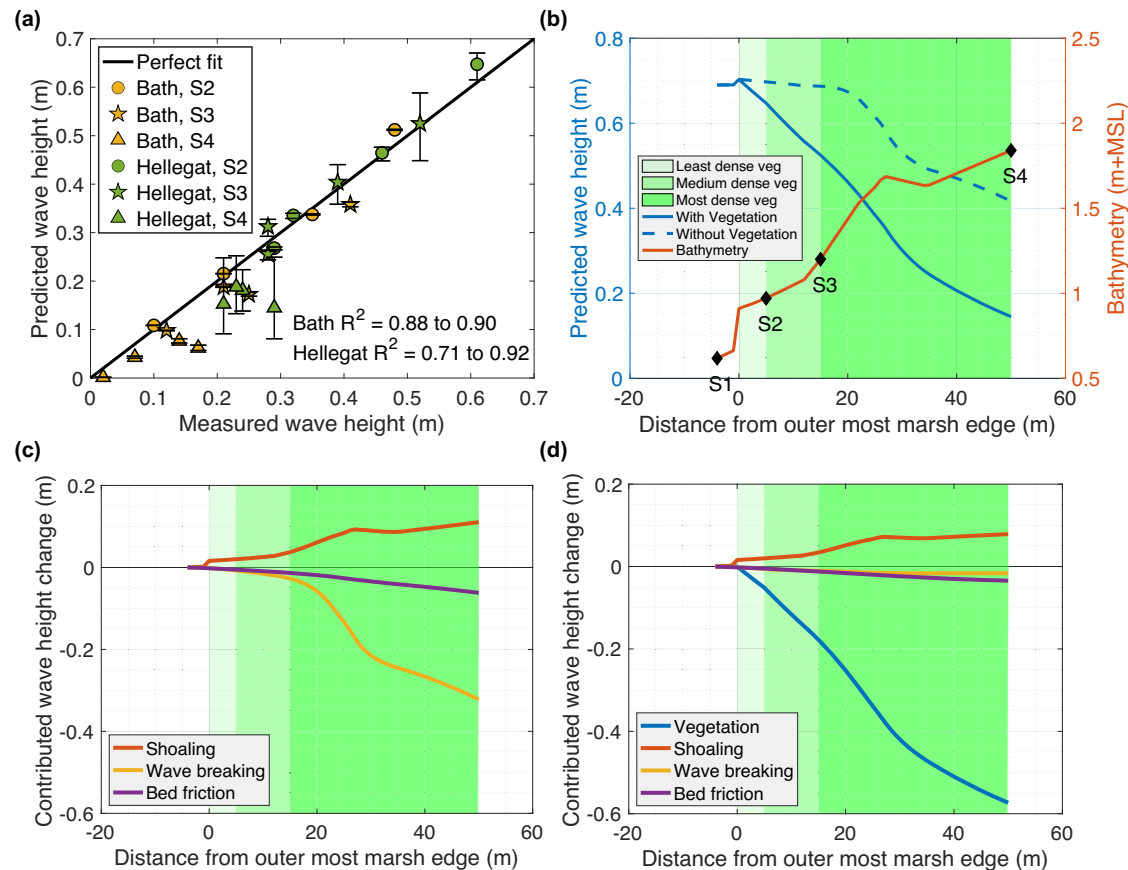 (a)
0.7
0.6
0.5
0.4
0.3
0.2
0.1
0
Predicted wave height (m)
Perfect fit
Bath, S2
Bath, S3
Bath, S4
Hellegat, S2
Hellegat, S3
Hellegat, S4
Bath R² = 0.88 to 0.90
Hellegat R² = 0.71 to 0.92
0 0.1 0.2 0.3 0.4 0.5 0.6 0.7
Measured wave height (m)
(b)
0.8
0.6
0.4
0.2
0
Predicted wave height (m)
Least dense veg
Medium dense veg
Most dense veg
With Vegetation
Without Vegetation
Bathymetry
S1
S2
S3
S4
2.5
2
1.5
1
0.5
Bathymetry (m+MSL)
-20 0 20 40 60
Distance from outer most marsh edge (m)
(c)
0.2
0
-0.2
-0.4
-0.6
Contributed wave height change (m)
Shoaling
Wave breaking
Bed friction
-20 0 20 40 60
Distance from outer most marsh edge (m)
(d)
0.2
0
-0.2
-0.4
-0.6
Contributed wave height change (m)
Vegetation
Shoaling
Wave breaking
Bed friction
-20 0 20 40 60
Distance from outer most marsh edge (m)